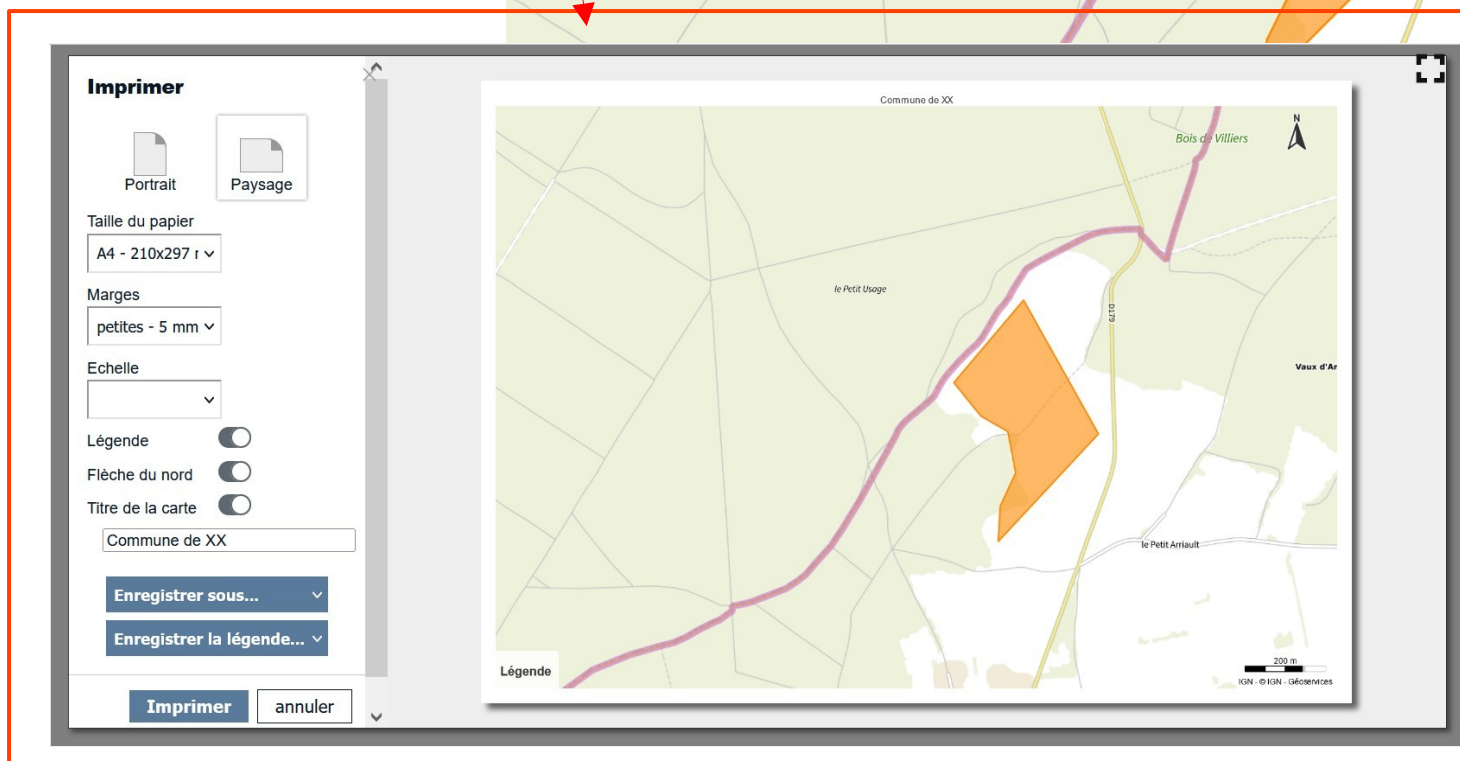 Imprimer
Portrait
Paysage
Taille du papier
A4 - 210x297 r
Marges
petites - 5 mm
Echelle
Légende
Flèche du nord
Titre de la carte
Commune de XX
Enregistrer sous...
Enregistrer la légende...
Imprimer
annuler
Commune de XX
N
Bois de Villiers
le Petit Usage
D179
Vaux d'Ar
le Petit Arriault
Légende
200 m
IGN - © IGN - Géoservices